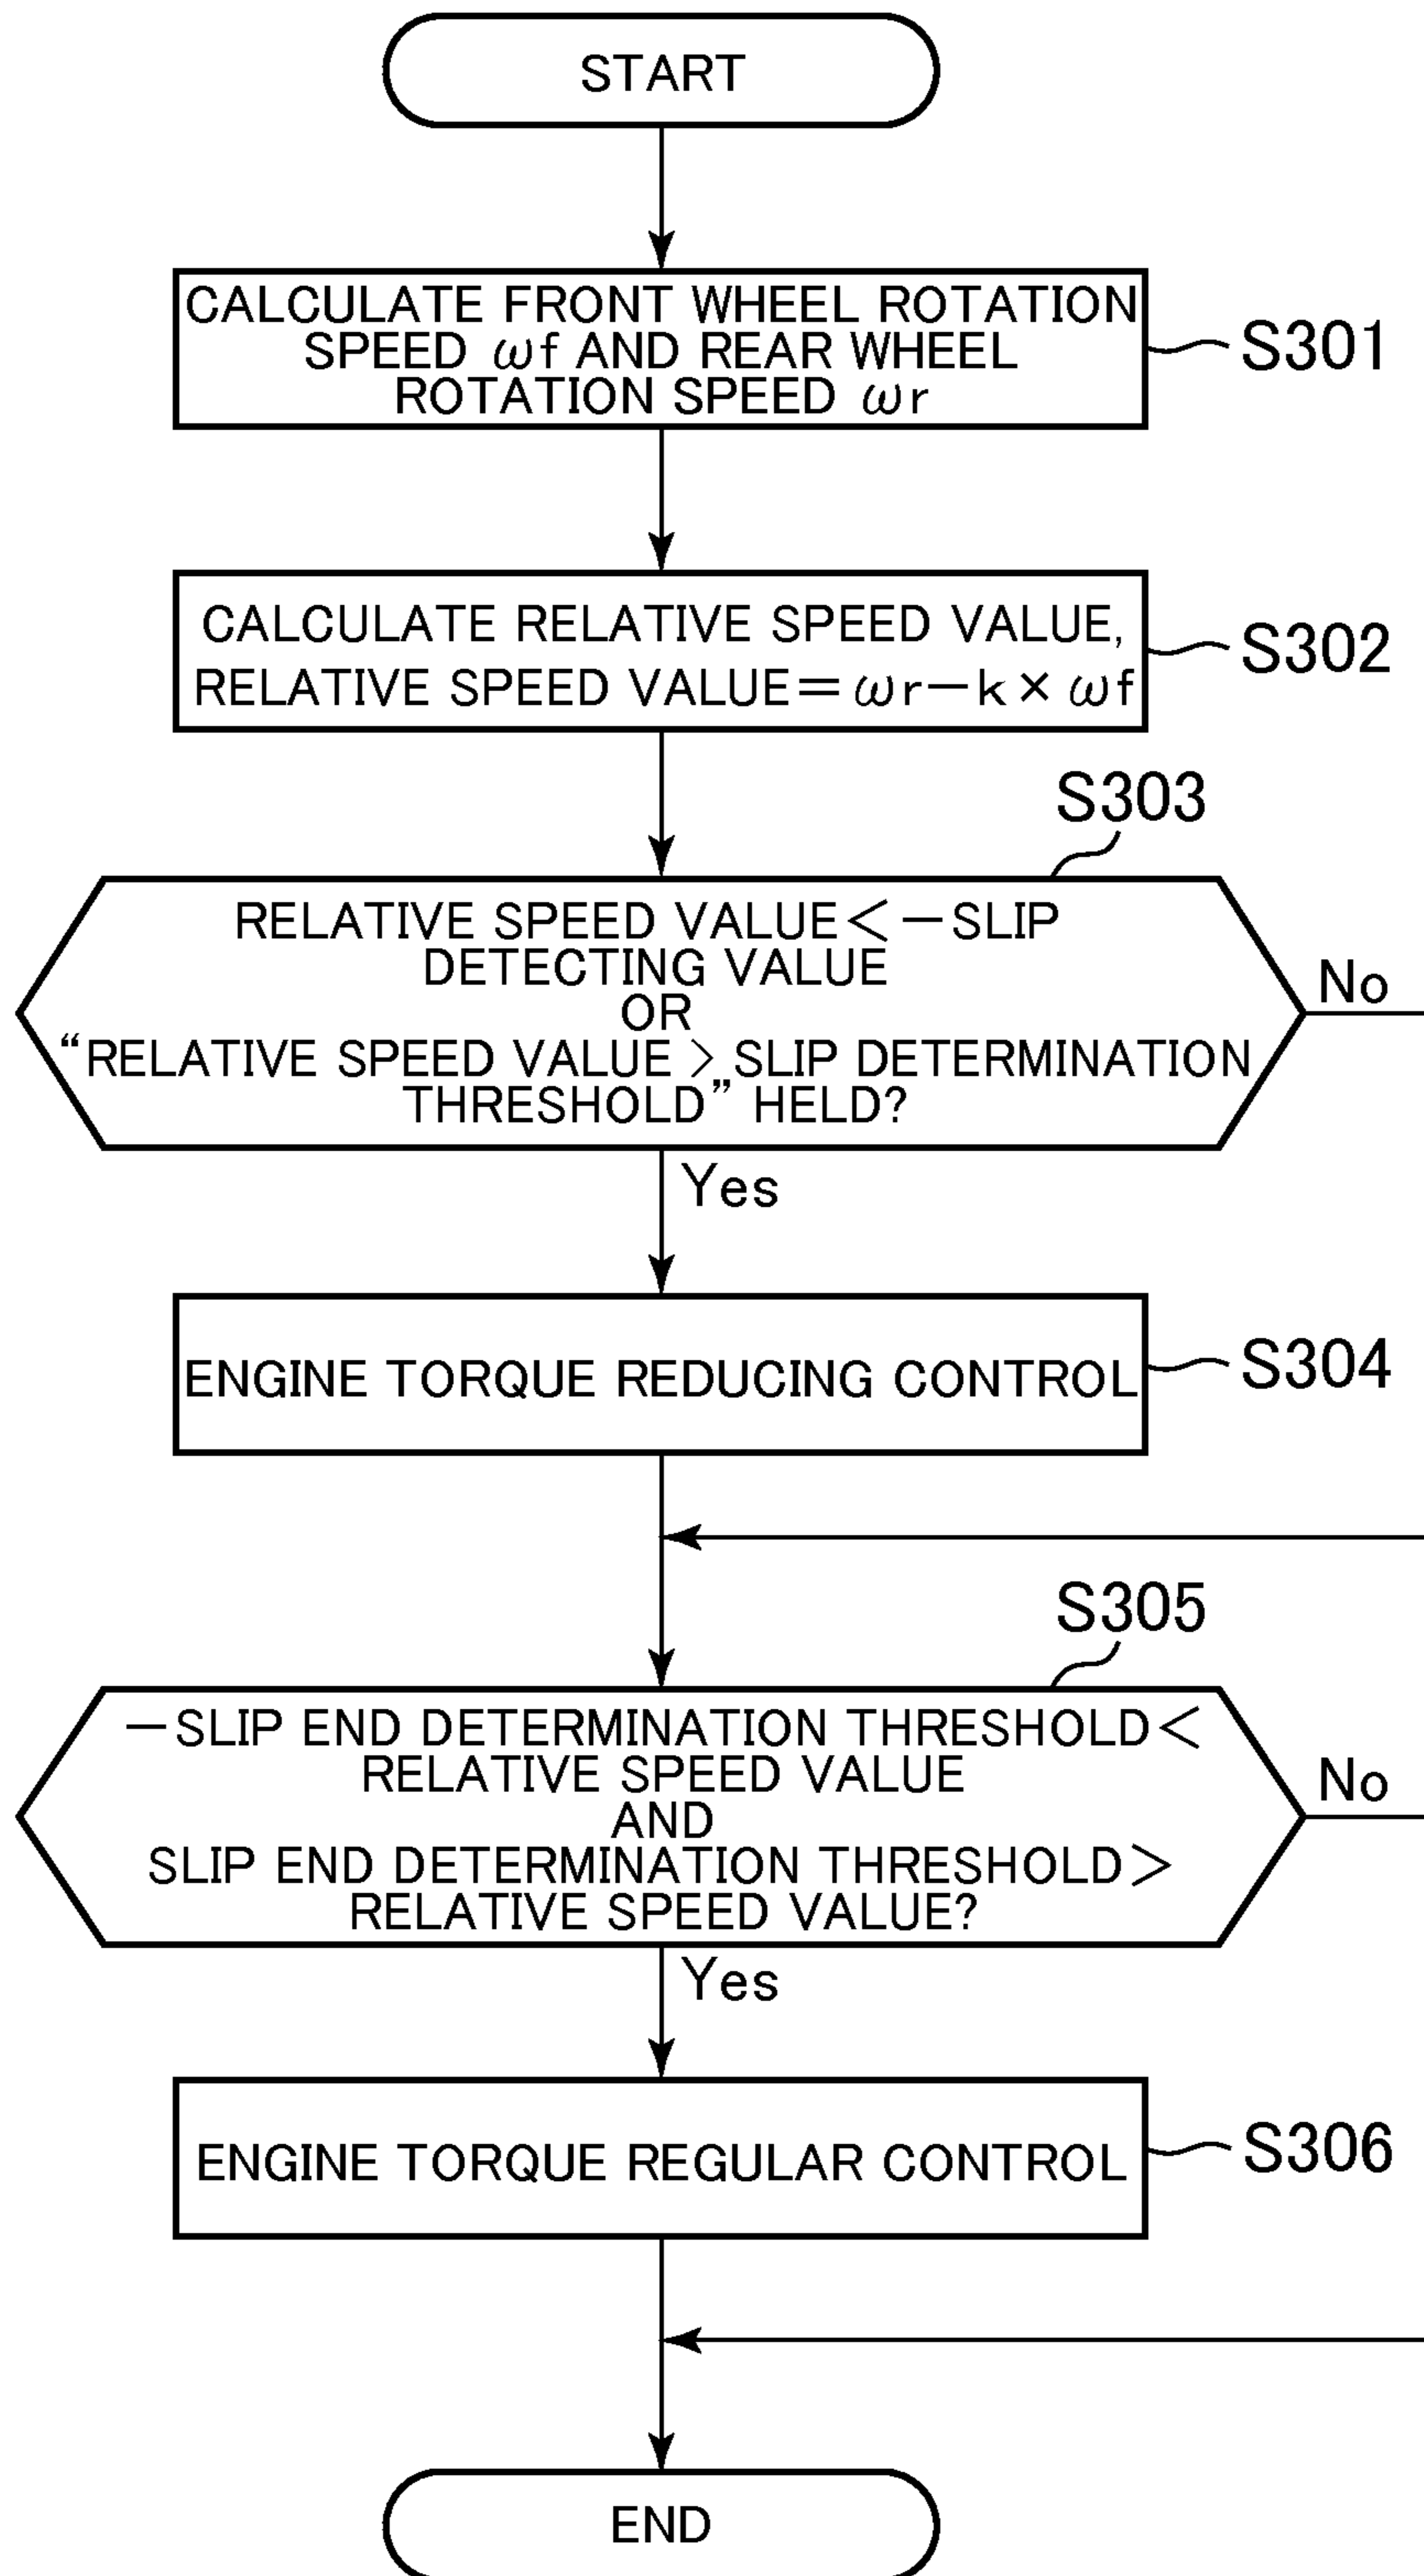 START
CALCULATE FRONT WHEEL ROTATION
SPEED ωf AND REAR WHEEL
ROTATION SPEED ωr
S301
CALCULATE RELATIVE SPEED VALUE,
RELATIVE SPEED VALUE=ωr-k×ωf
S302
S303
RELATIVE SPEED VALUE<-SLIP
DETECTING VALUE
OR
“RELATIVE SPEED VALUE>SLIP DETERMINATION
THRESHOLD” HELD?
No
Yes
ENGINE TORQUE REDUCING CONTROL
S304
S305
-SLIP END DETERMINATION THRESHOLD<
RELATIVE SPEED VALUE
AND
SLIP END DETERMINATION THRESHOLD>
RELATIVE SPEED VALUE?
No
Yes
ENGINE TORQUE REGULAR CONTROL
S306
END